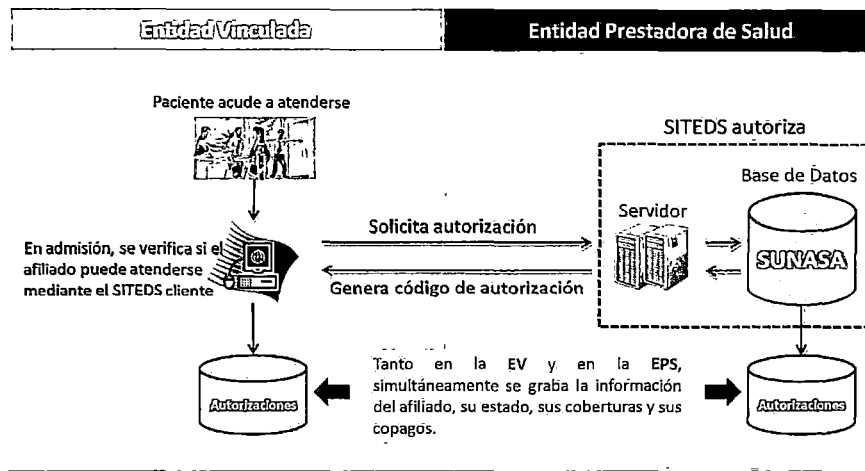 Entidad Vinculada
Entidad Prestadora de Salud
Paciente acude a atenderse
SITEDS autoriza
Base de Datos
Servidor
Solicita autorización
SUNASA
En admisión, se verifica si el
afiliado puede atenderse
mediante el SITEDS cliente
Genera código de autorización
Tanto en la EV y en la EPS,
simultáneamente se graba la información
del afiliado, su estado, sus coberturas y sus
copagos.
Autorizaciones
Autorizaciones